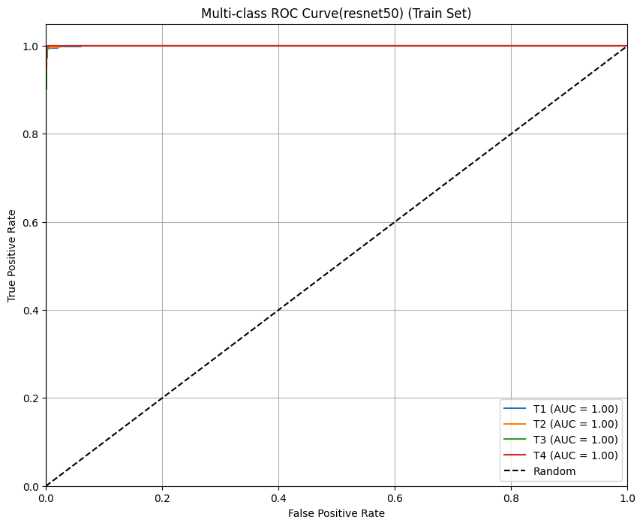 Multi-class ROC Curve(resnet50) (Train Set)
True Positive Rate
1.0
0.8
0.6
0.4
0.2
0.0
0.0 0.2 0.4 0.6 0.8 1.0
False Positive Rate
T1 (AUC = 1.00)
T2 (AUC = 1.00)
T3 (AUC = 1.00)
T4 (AUC = 1.00)
Random